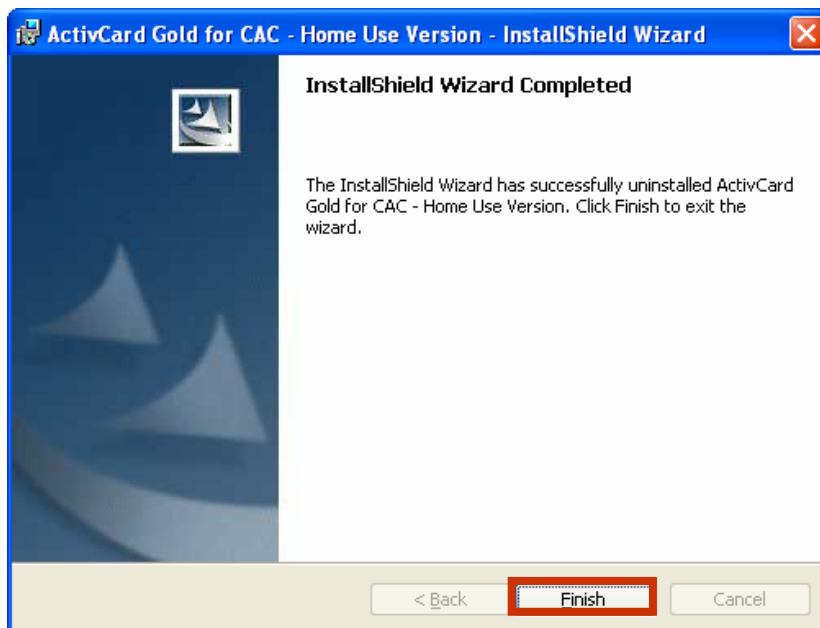 ActivCard Gold for CAC - Home Use Version - InstallShield Wizard
InstallShield Wizard Completed
The InstallShield Wizard has successfully uninstalled ActivCard
Gold for CAC - Home Use Version. Click Finish to exit the
wizard.
< Back Finish Cancel